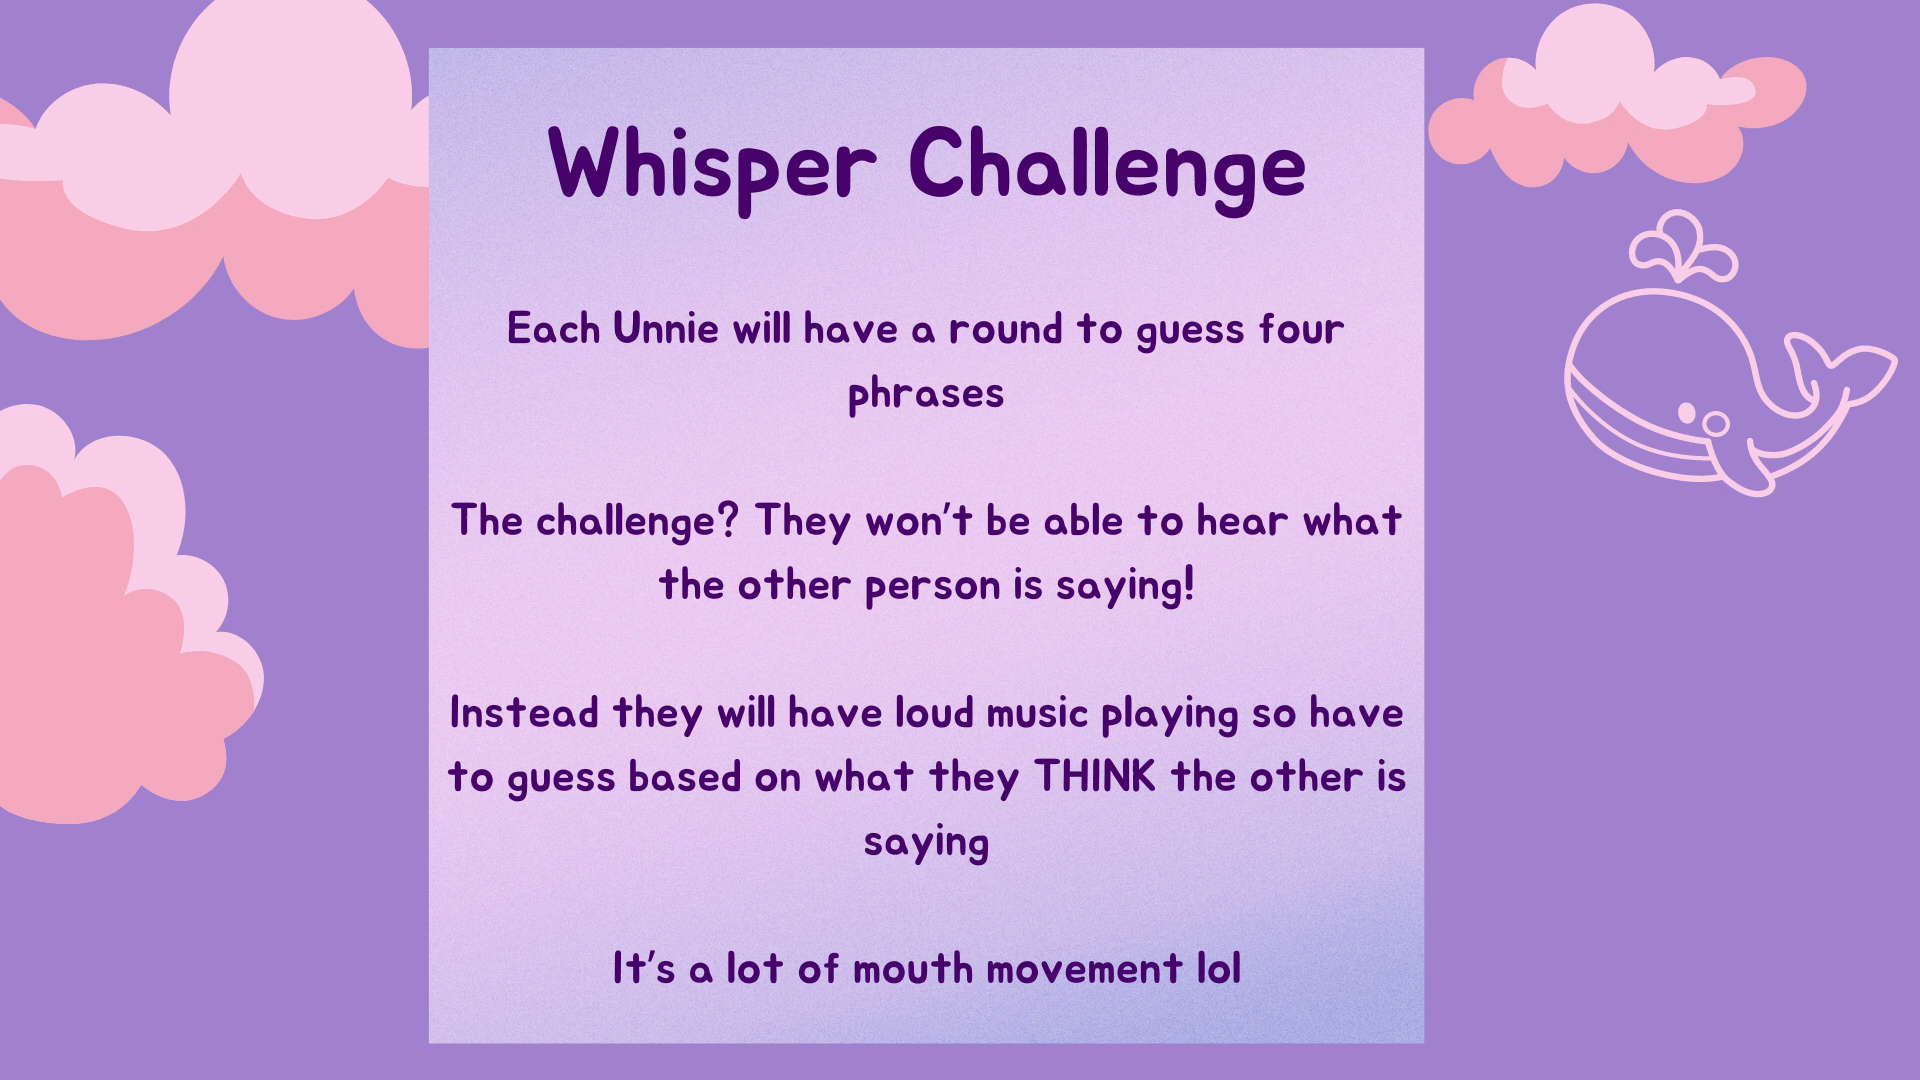 Whisper Challenge
Each Unnie will have a round to guess four
phrases
The challenge? They won't be able to hear what
the other person is saying!
Instead they will have loud music playing so have
to guess based on what they THINK the other is
saying
It's a lot of mouth movement lol